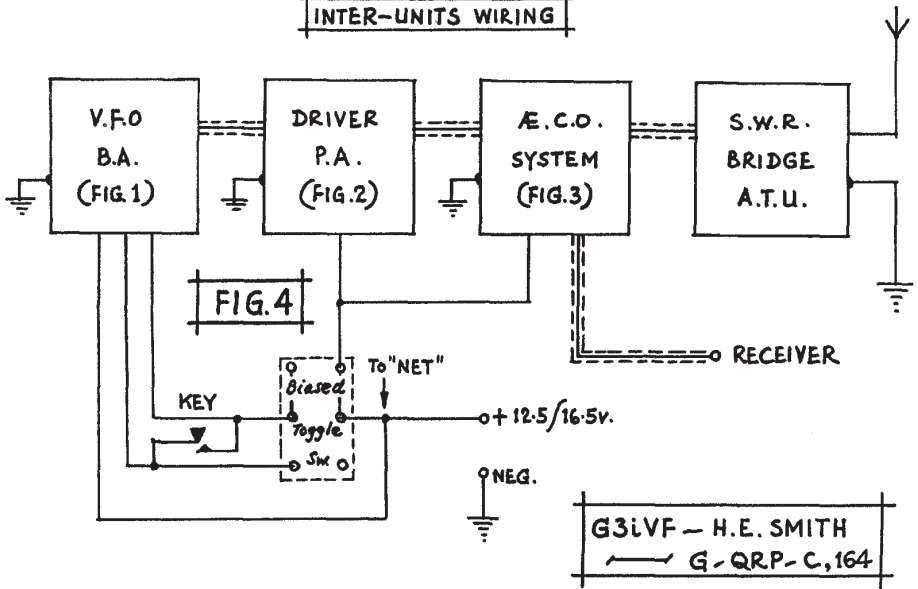 INTER-UNITS WIRING
V.F.O
B.A.
(FIG.1)
DRIVER
P.A.
(FIG.2)
Æ.C.O.
SYSTEM
(FIG.3)
S.W.R.
BRIDGE
A.T.U.
FIG.4
RECEIVER
KEY
Biased
Toggle
Sw.
To "NET"
+ 12.5/16.5v.
NEG.
G3iVF - H.E. SMITH
G-QRP-C, 164